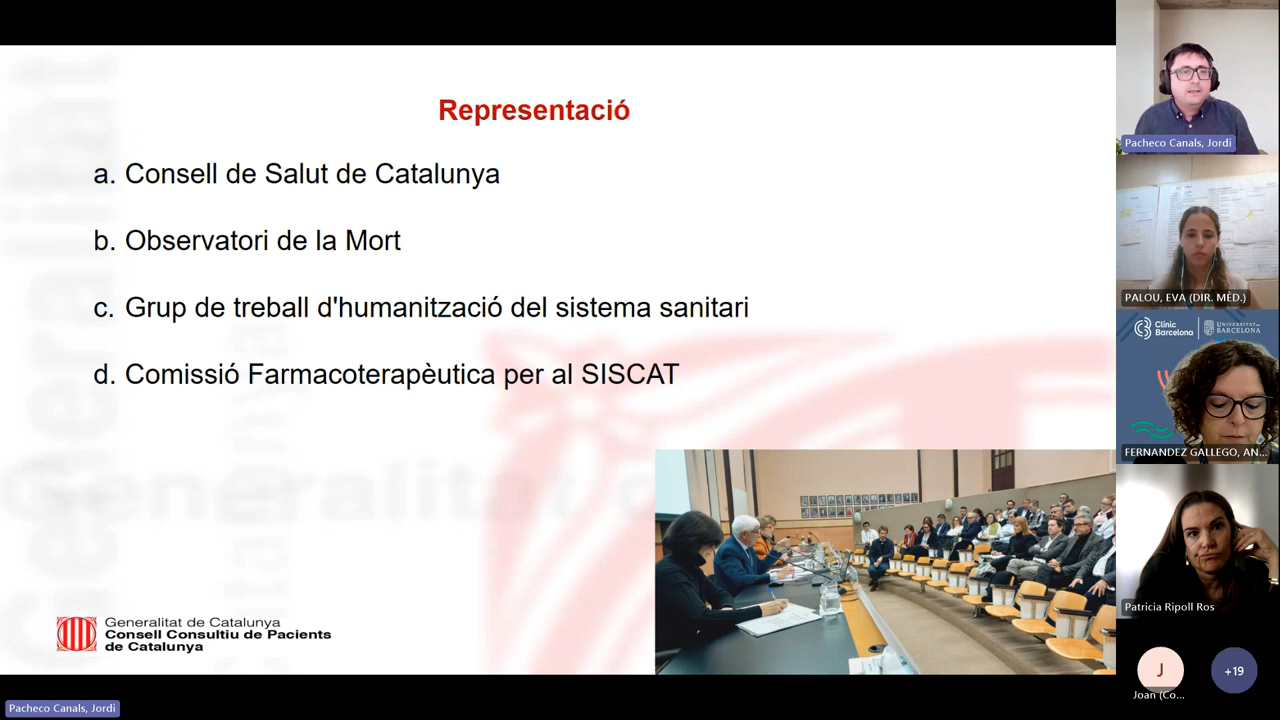 Representació
a. Consell de Salut de Catalunya
b. Observatori de la Mort
c. Grup de treball d'humanització del sistema sanitari
d. Comissió Farmacoterapèutica per al SISCAT
Generalitat de Catalunya
Consell Consultiu de Pacients
de Catalunya
Pacheco Canals, Jordi
Pacheco Canals, Jordi
PALOU, EVA (DIR. MÈD.)
Clínic
Barcelona
UNIVERSITAT DE
BARCELONA
FERNANDEZ GALLEGO, AN...
Patricia Ripoll Ros
J
Joan (Co...
+19